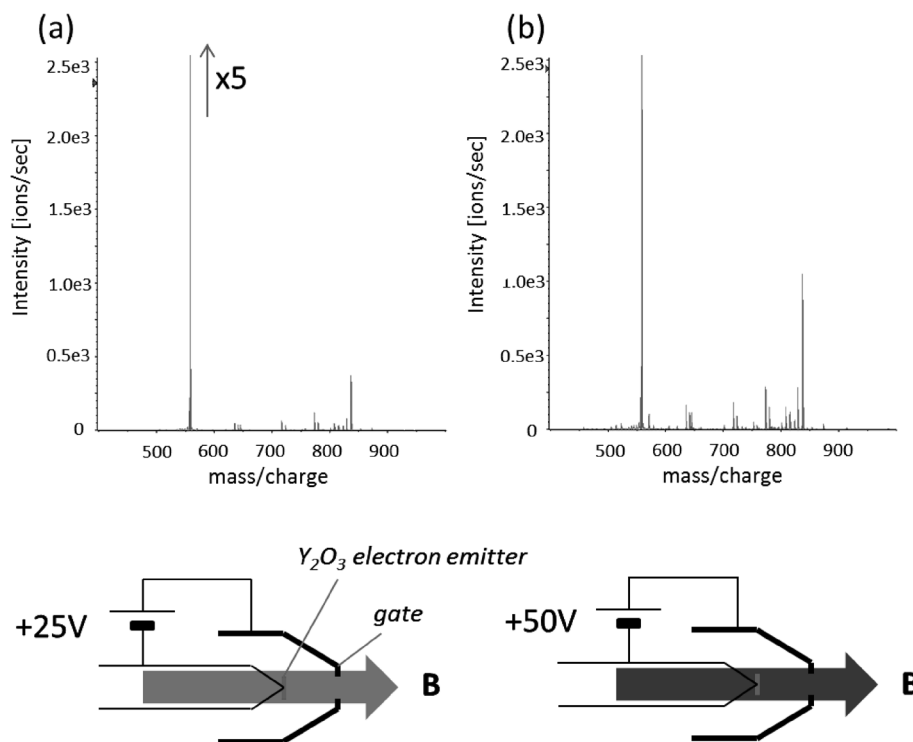 (a)
Intensity [ions/sec]
2.5e3
2.0e3
1.5e3
1.0e3
0.5e3
0
x5
500 600 700 800 900
mass/charge
(b)
Intensity [ions/sec]
2.5e3
2.0e3
1.5e3
1.0e3
0.5e3
0
500 600 700 800 900
mass/charge
Y₂O₃ electron emitter
gate
+25V
B
+50V
B